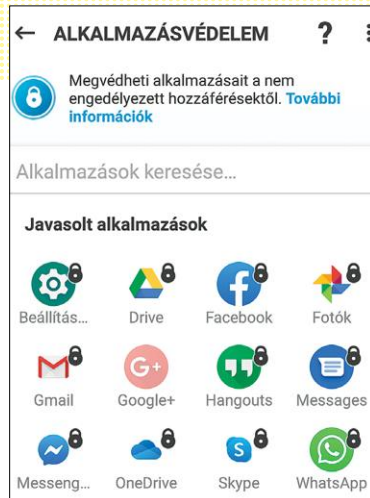 ← ALKALMAZÁSVÉDELEM ?
Megvédheti alkalmazásait a nem
engedélyezett hozzáférésektől. További
információk
Alkalmazások keresése...
Javasolt alkalmazások
Beállítás... Drive Facebook Fotók
G+
Gmail Google+ Hangouts Messages
Messeng... OneDrive Skype WhatsApp